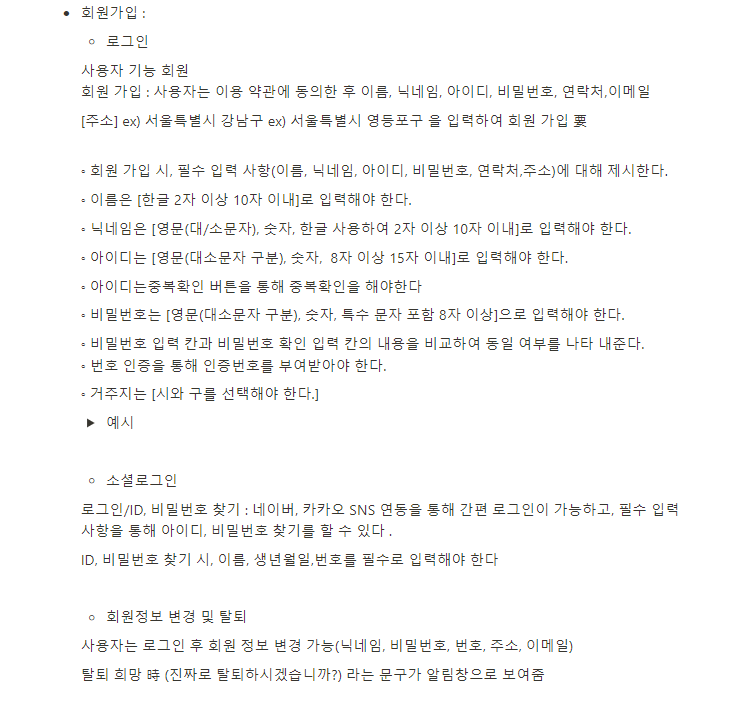 • 회원가입 :
◦ 로그인
사용자 기능 회원
회원 가입 : 사용자는 이용 약관에 동의한 후 이름, 닉네임, 아이디, 비밀번호, 연락처,이메일
[주소] ex) 서울특별시 강남구 ex) 서울특별시 영등포구 을 입력하여 회원 가입 要
◦ 회원 가입 시, 필수 입력 사항(이름, 닉네임, 아이디, 비밀번호, 연락처,주소)에 대해 제시한다.
◦ 이름은 [한글 2자 이상 10자 이내]로 입력해야 한다.
◦ 닉네임은 [영문(대/소문자), 숫자, 한글 사용하여 2자 이상 10자 이내]로 입력해야 한다.
◦ 아이디는 [영문(대소문자 구분), 숫자,  8자 이상 15자 이내]로 입력해야 한다.
◦ 아이디는중복확인 버튼을 통해 중복확인을 해야한다
◦ 비밀번호는 [영문(대소문자 구분), 숫자, 특수 문자 포함 8자 이상]으로 입력해야 한다.
◦ 비밀번호 입력 칸과 비밀번호 확인 입력 칸의 내용을 비교하여 동일 여부를 나타 내준다.
◦ 번호 인증을 통해 인증번호를 부여받아야 한다.
◦ 거주지는 [시와 구를 선택해야 한다.]
▶ 예시
◦ 소셜로그인
로그인/ID, 비밀번호 찾기 : 네이버, 카카오 SNS 연동을 통해 간편 로그인이 가능하고, 필수 입력
사항을 통해 아이디, 비밀번호 찾기를 할 수 있다 .
ID, 비밀번호 찾기 시, 이름, 생년월일,번호를 필수로 입력해야 한다
◦ 회원정보 변경 및 탈퇴
사용자는 로그인 후 회원 정보 변경 가능(닉네임, 비밀번호, 번호, 주소, 이메일)
탈퇴 희망 時 (진짜로 탈퇴하시겠습니까?) 라는 문구가 알림창으로 보여줌